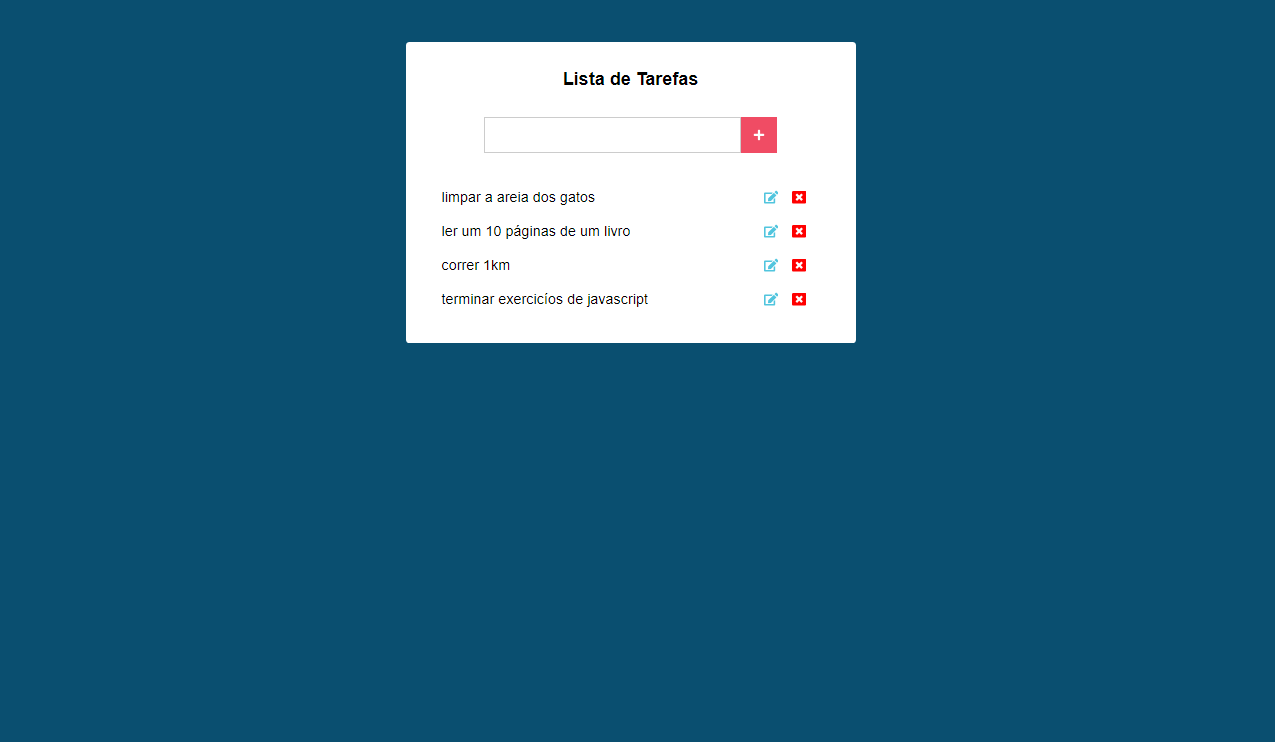 Lista de Tarefas
+
limpar a areia dos gatos
ler um 10 páginas de um livro
correr 1km
terminar exercicíos de javascript